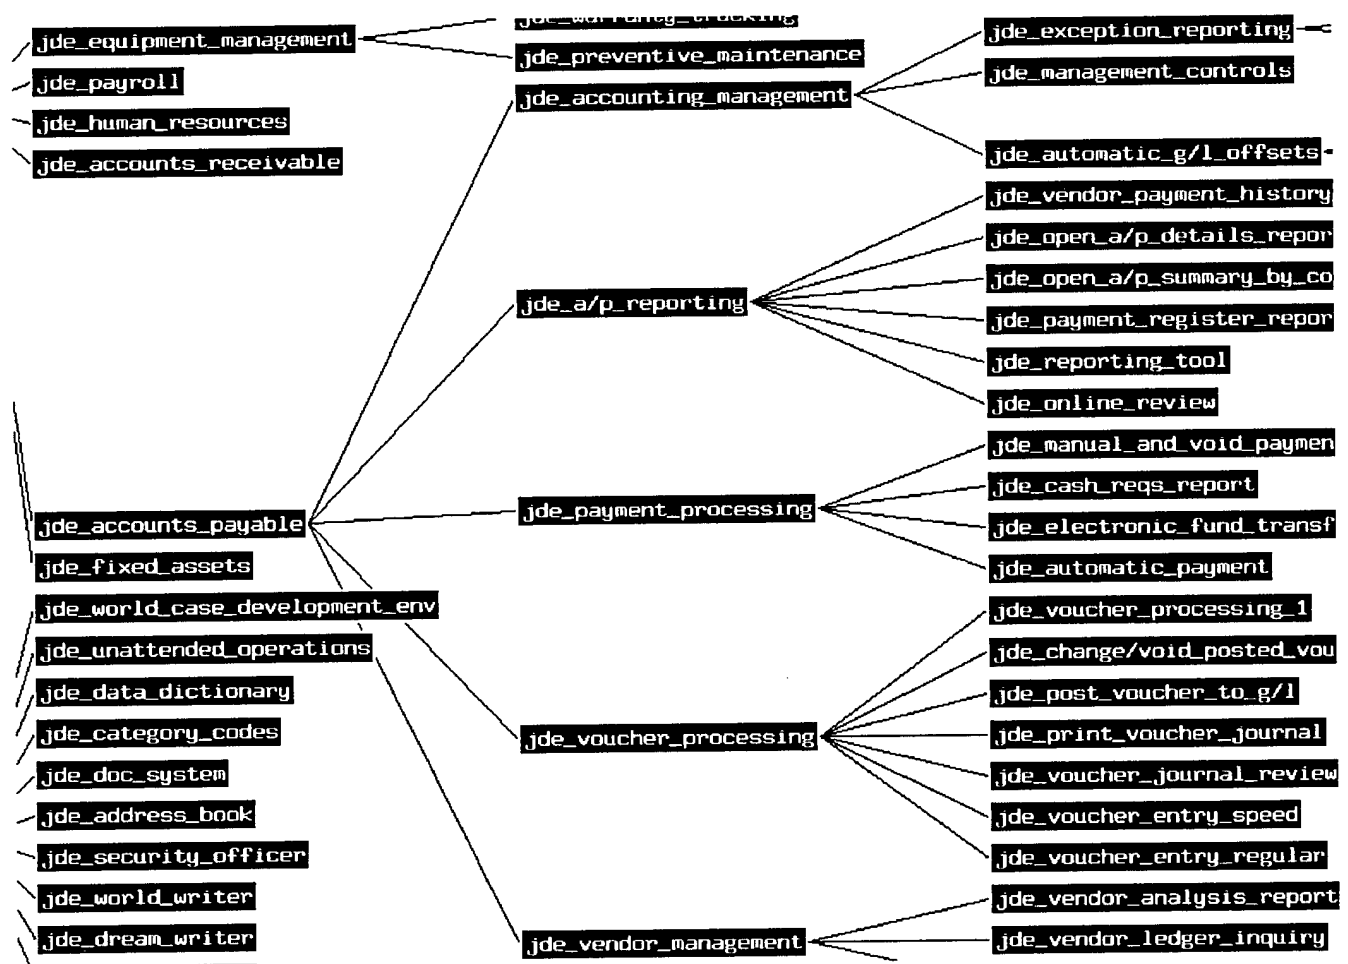 jde_equipment_management
jde_payroll
jde_human_resources
jde_accounts_receivable
jde_accounts_payable
jde_fixed_assets
jde_world_case_development_env
jde_unattended_operations
jde_data_dictionary
jde_category_codes
jde_doc_system
jde_address_book
jde_security_officer
jde_world_writer
jde_dream_writer
jde_warranty_tracking
jde_preventive_maintenance
jde_accounting_management
jde_a/p_reporting
jde_payment_processing
jde_voucher_processing
jde_vendor_management
jde_exception_reporting
jde_management_controls
jde_automatic_g/l_offsets
jde_vendor_payment_history
jde_open_a/p_details_repor
jde_open_a/p_summary_by_co
jde_payment_register_repor
jde_reporting_tool
jde_online_review
jde_manual_and_void_paymen
jde_cash_reqs_report
jde_electronic_fund_transf
jde_automatic_payment
jde_voucher_processing_1
jde_change/void_posted_vou
jde_post_voucher_to_g/l
jde_print_voucher_journal
jde_voucher_journal_review
jde_voucher_entry_speed
jde_voucher_entry_regular
jde_vendor_analysis_report
jde_vendor_ledger_inquiry